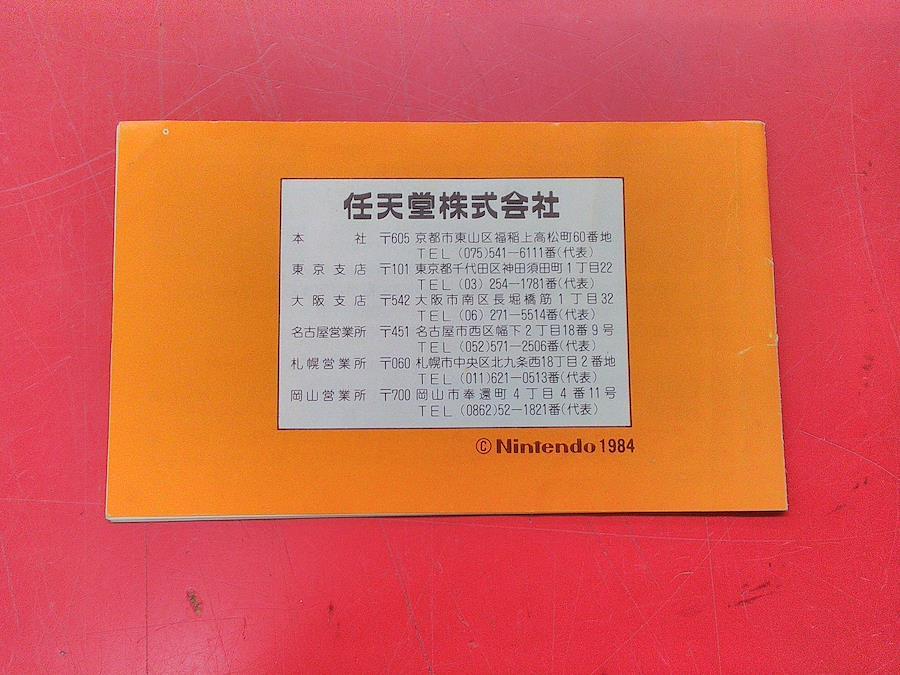 任天堂株式会社
本社 〒605 京都市東山区福稲上高松町60番地
TEL (075)541-6111番(代表)
東京支店 〒101 東京都千代田区神田須田町1丁目22
TEL (03) 254-1781番(代表)
大阪支店 〒542 大阪市南区長堀橋筋1丁目32
TEL (06) 271-5514番(代表)
名古屋営業所 〒451 名古屋市西区幅下2丁目18番9号
TEL (052)571-2506番(代表)
札幌営業所 〒060 札幌市中央区北九条西18丁目2番地
TEL (011)621-0513番(代表)
岡山営業所 〒700 岡山市奉還町4丁目4番11号
TEL (0862)52-1821番(代表)
©Nintendo 1984